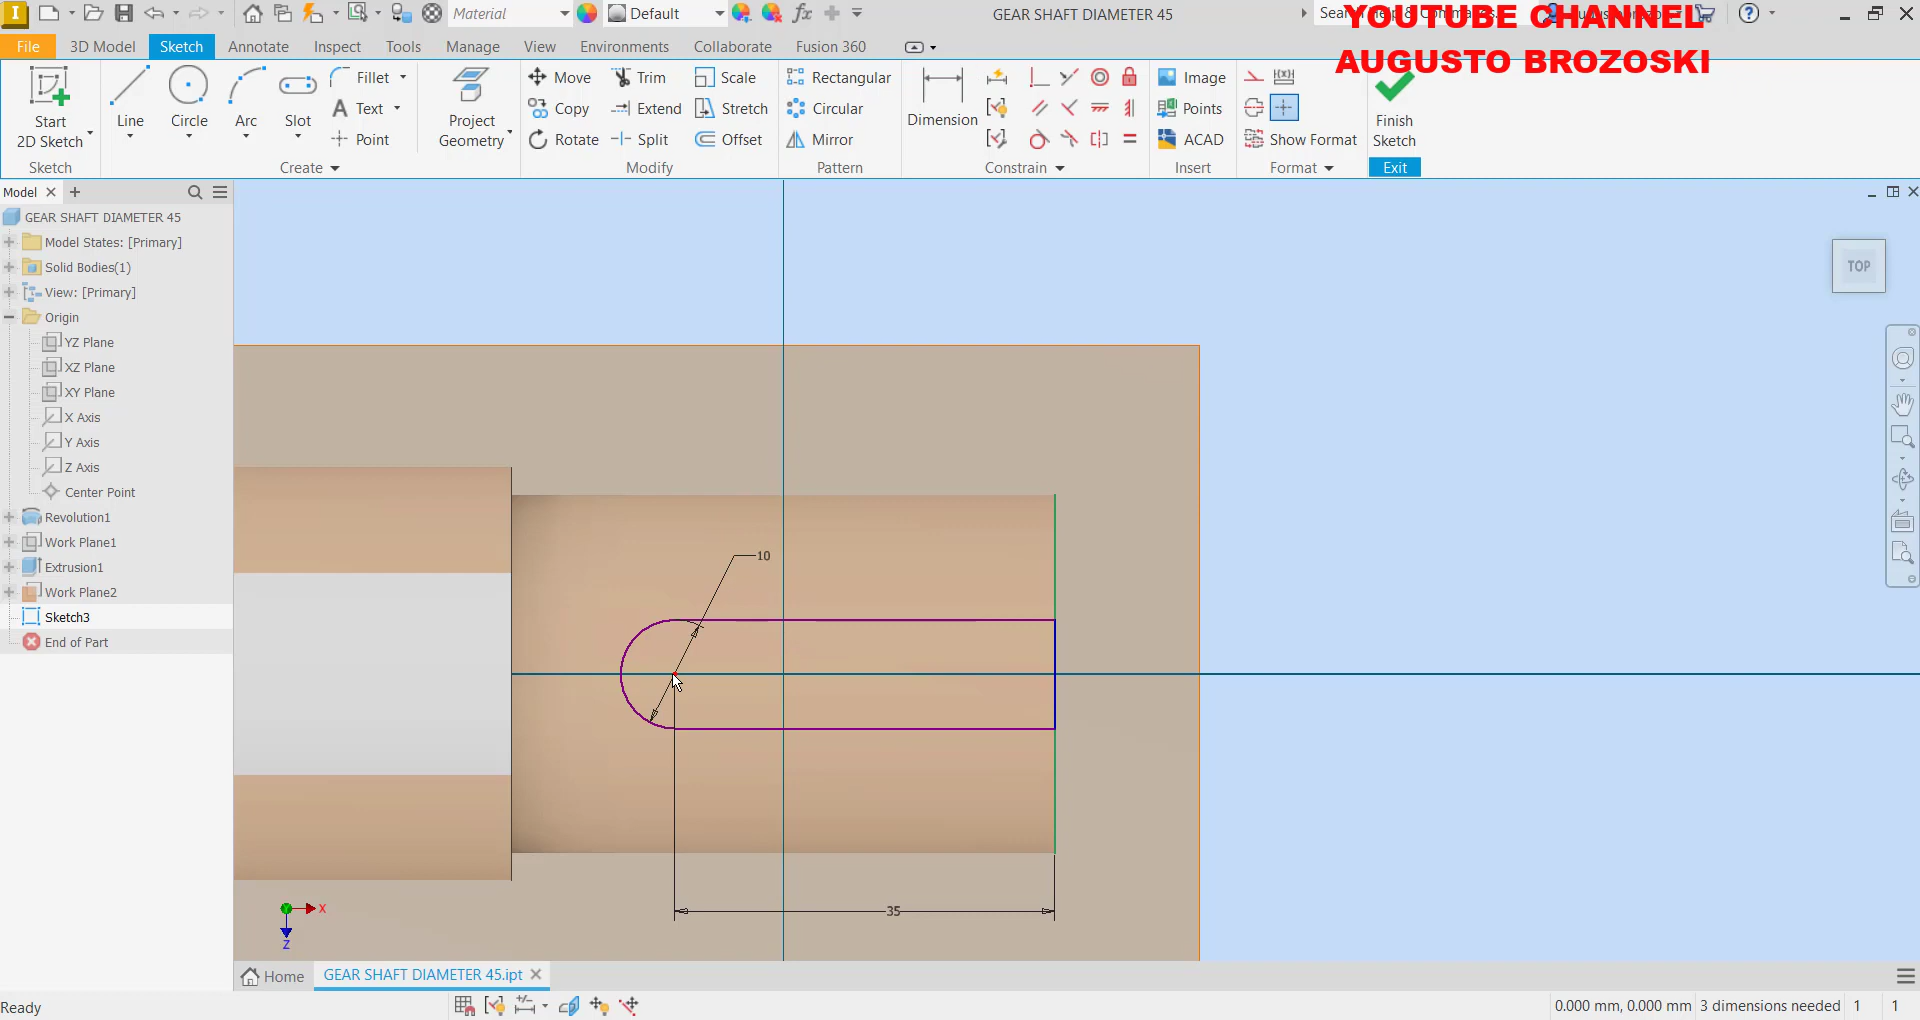 Material
Default
GEAR SHAFT DIAMETER 45
YOUTUBE CHANNEL
AUGUSTO BROZOSKI
File
3D Model
Sketch
Annotate
Inspect
Tools
Manage
View
Environments
Collaborate
Fusion 360
Start
2D Sketch
Line
Circle
Arc
Slot
Fillet
Text
Point
Project
Geometry
Move
Copy
Rotate
Trim
Extend
Split
Scale
Stretch
Offset
Rectangular
Circular
Mirror
Dimension
Image
Points
ACAD
Show Format
Finish
Sketch
Sketch
Create
Modify
Pattern
Constrain
Insert
Format
Exit
Model
GEAR SHAFT DIAMETER 45
Model States: [Primary]
Solid Bodies(1)
View: [Primary]
Origin
YZ Plane
XZ Plane
XY Plane
X Axis
Y Axis
Z Axis
Center Point
Revolution1
Work Plane1
Extrusion1
Work Plane2
Sketch3
End of Part
TOP
10
35
X
Z
Home
GEAR SHAFT DIAMETER 45.ipt
Ready
0.000 mm, 0.000 mm
3 dimensions needed
1
1